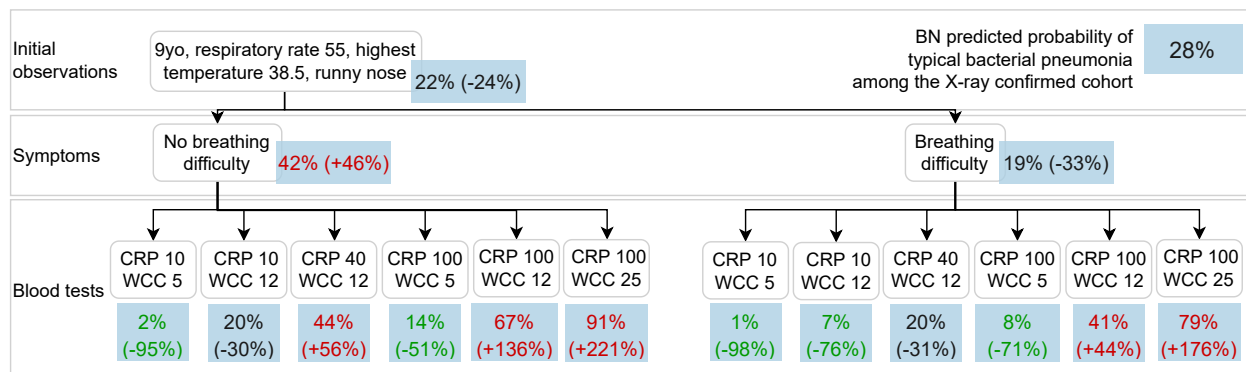 Initial
observations
9yo, respiratory rate 55, highest
temperature 38.5, runny nose
22% (-24%)
BN predicted probability of
typical bacterial pneumonia
among the X-ray confirmed cohort
28%
Symptoms
No breathing
difficulty
42% (+46%)
Breathing
difficulty
19% (-33%)
Blood tests
CRP 10
WCC 5
2%
(-95%)
CRP 10
WCC 12
20%
(-30%)
CRP 40
WCC 12
44%
(+56%)
CRP 100
WCC 5
14%
(-51%)
CRP 100
WCC 12
67%
(+136%)
CRP 100
WCC 25
91%
(+221%)
CRP 10
WCC 5
1%
(-98%)
CRP 10
WCC 12
7%
(-76%)
CRP 40
WCC 12
20%
(-31%)
CRP 100
WCC 5
8%
(-71%)
CRP 100
WCC 12
41%
(+44%)
CRP 100
WCC 25
79%
(+176%)